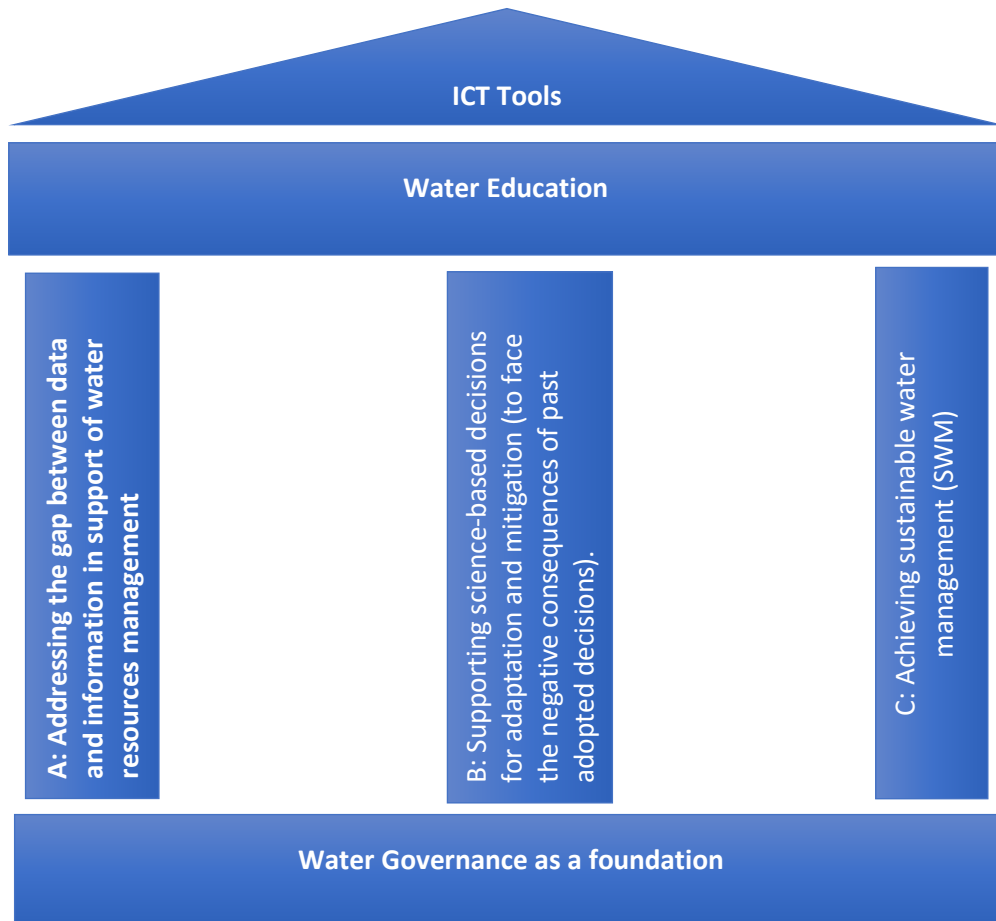 ICT Tools
Water Education
A: Addressing the gap between data
and information in support of water
resources management
B: Supporting science-based decisions
for adaptation and mitigation (to face
the negative consequences of past
adopted decisions).
C: Achieving sustainable water
management (SWM)
Water Governance as a foundation